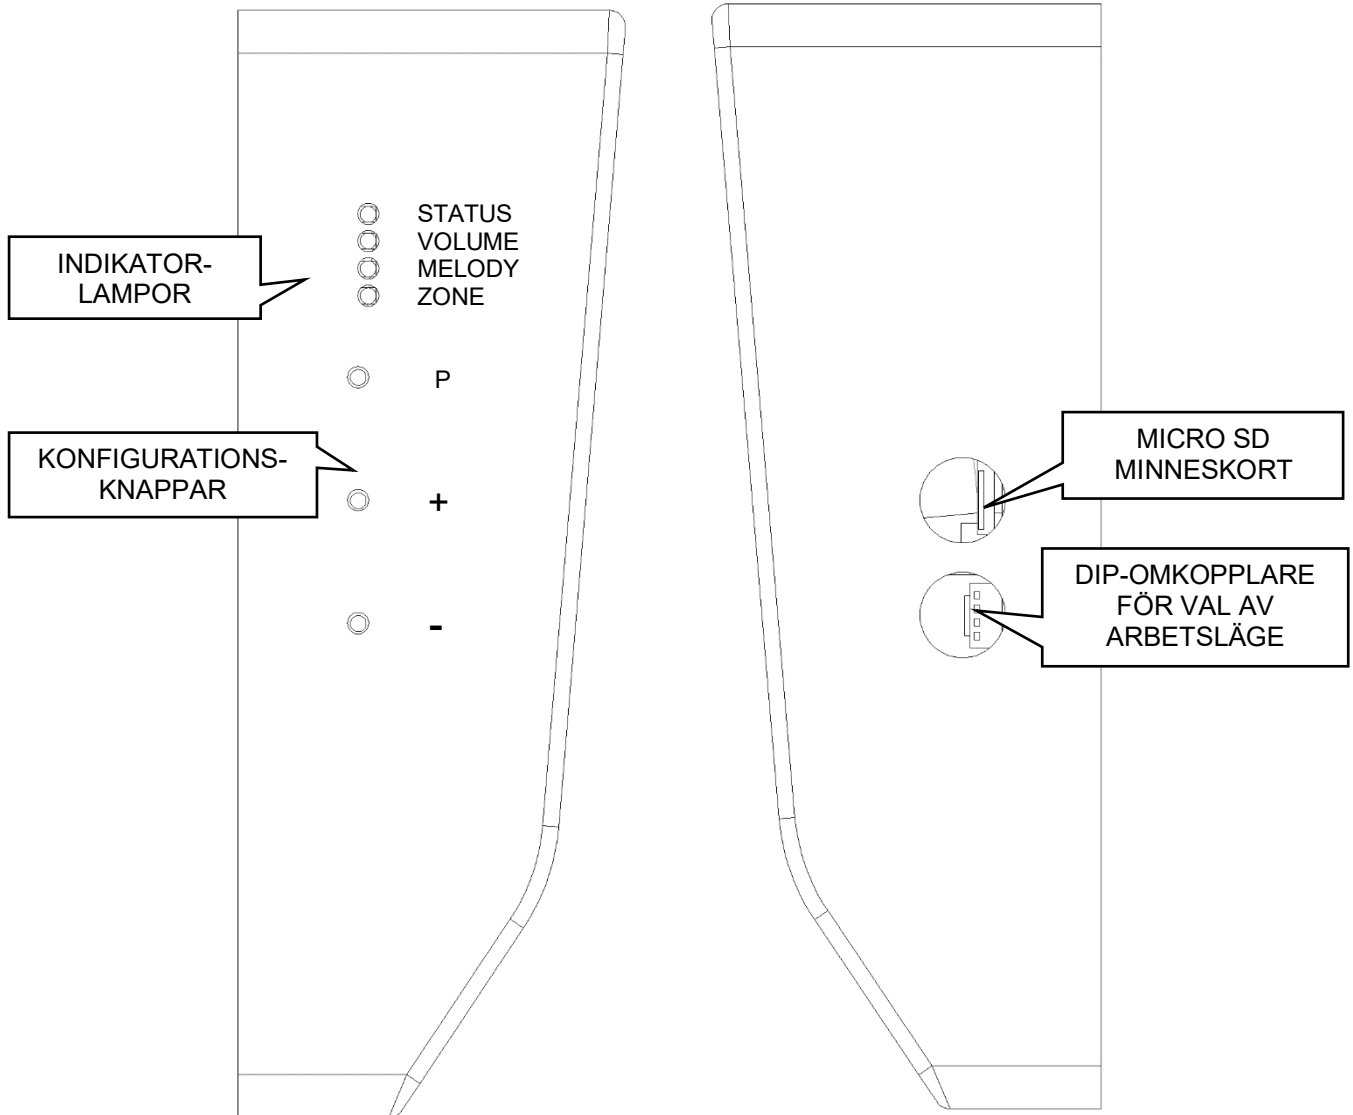 STATUS
VOLUME
MELODY
ZONE
INDIKATOR-
LAMPOR
P
KONFIGURATIONS-
KNAPPAR
+
-
MICRO SD
MINNESKORT
DIP-OMKOPPLARE
FÖR VAL AV
ARBETSLÄGE